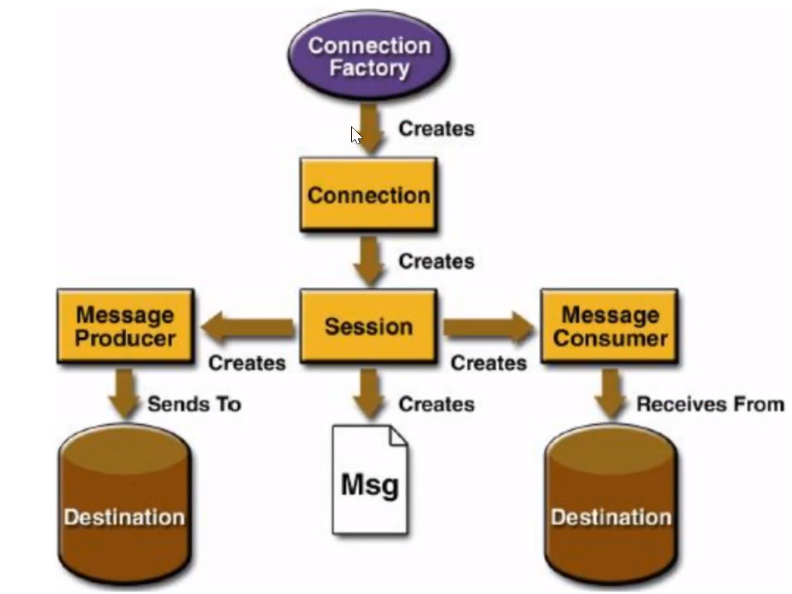 Connection
Factory
Creates
Connection
Creates
Message
Producer
Session
Message
Consumer
Creates
Creates
Sends To
Creates
Receives From
Msg
Destination
Destination